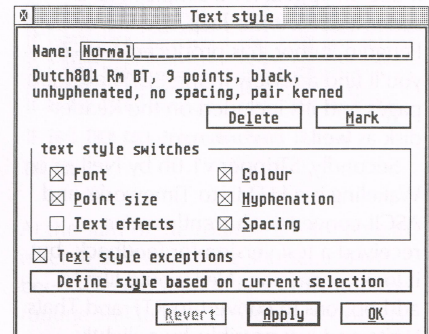 Text style
Name: Normal
Dutch801 Rm BT, 9 points, black,
unhyphenated, no spacing, pair kerned
Delete Mark
text style switches
Font Colour
Point size Hyphenation
Text effects Spacing
Text style exceptions
Define style based on current selection
Revert Apply OK